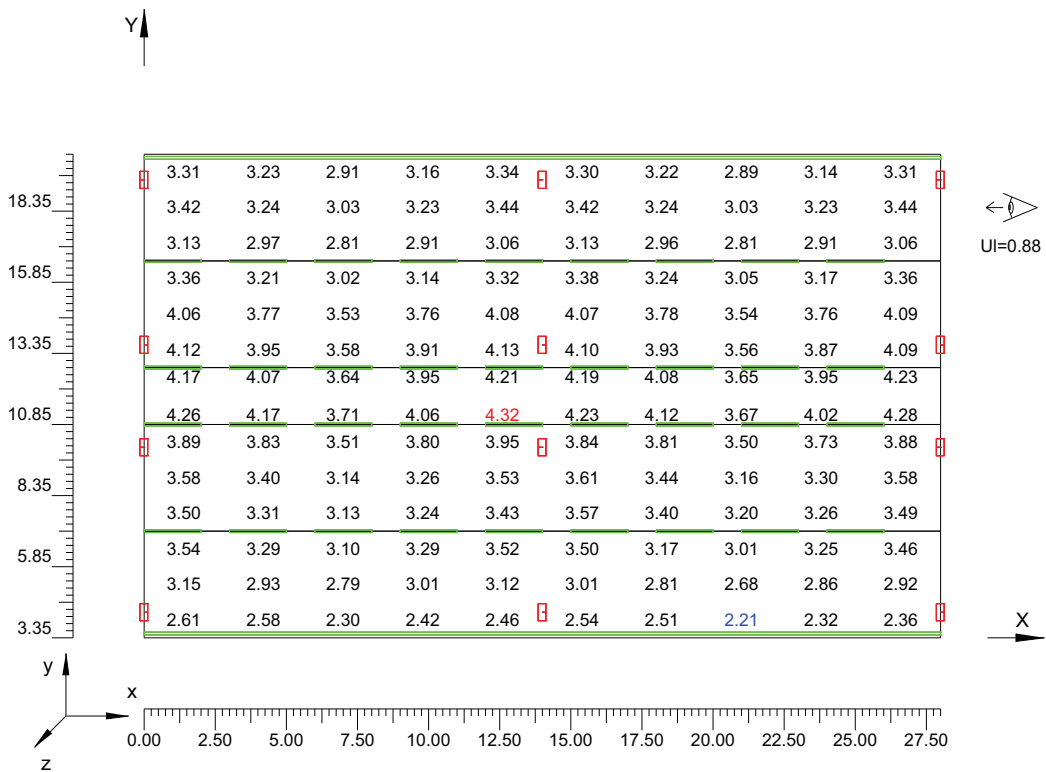 Y
3.31 3.23 2.91 3.16 3.34 3.30 3.22 2.89 3.14 3.31
18.35 3.42 3.24 3.03 3.23 3.44 3.42 3.24 3.03 3.23 3.44
3.13 2.97 2.81 2.91 3.06 3.13 2.96 2.81 2.91 3.06 UI=0.88
15.85 3.36 3.21 3.02 3.14 3.32 3.38 3.24 3.05 3.17 3.36
4.06 3.77 3.53 3.76 4.08 4.07 3.78 3.54 3.76 4.09
13.35 4.12 3.95 3.58 3.91 4.13 4.10 3.93 3.56 3.87 4.09
4.17 4.07 3.64 3.95 4.21 4.19 4.08 3.65 3.95 4.23
10.85 4.26 4.17 3.71 4.06 4.32 4.23 4.12 3.67 4.02 4.28
3.89 3.83 3.51 3.80 3.95 3.84 3.81 3.50 3.73 3.88
8.35 3.58 3.40 3.14 3.26 3.53 3.61 3.44 3.16 3.30 3.58
3.50 3.31 3.13 3.24 3.43 3.57 3.40 3.20 3.26 3.49
5.85 3.54 3.29 3.10 3.29 3.52 3.50 3.17 3.01 3.25 3.46
3.15 2.93 2.79 3.01 3.12 3.01 2.81 2.68 2.86 2.92
3.35 2.61 2.58 2.30 2.42 2.46 2.54 2.51 2.21 2.32 2.36 X
y
x
0.00 2.50 5.00 7.50 10.00 12.50 15.00 17.50 20.00 22.50 25.00 27.50
z